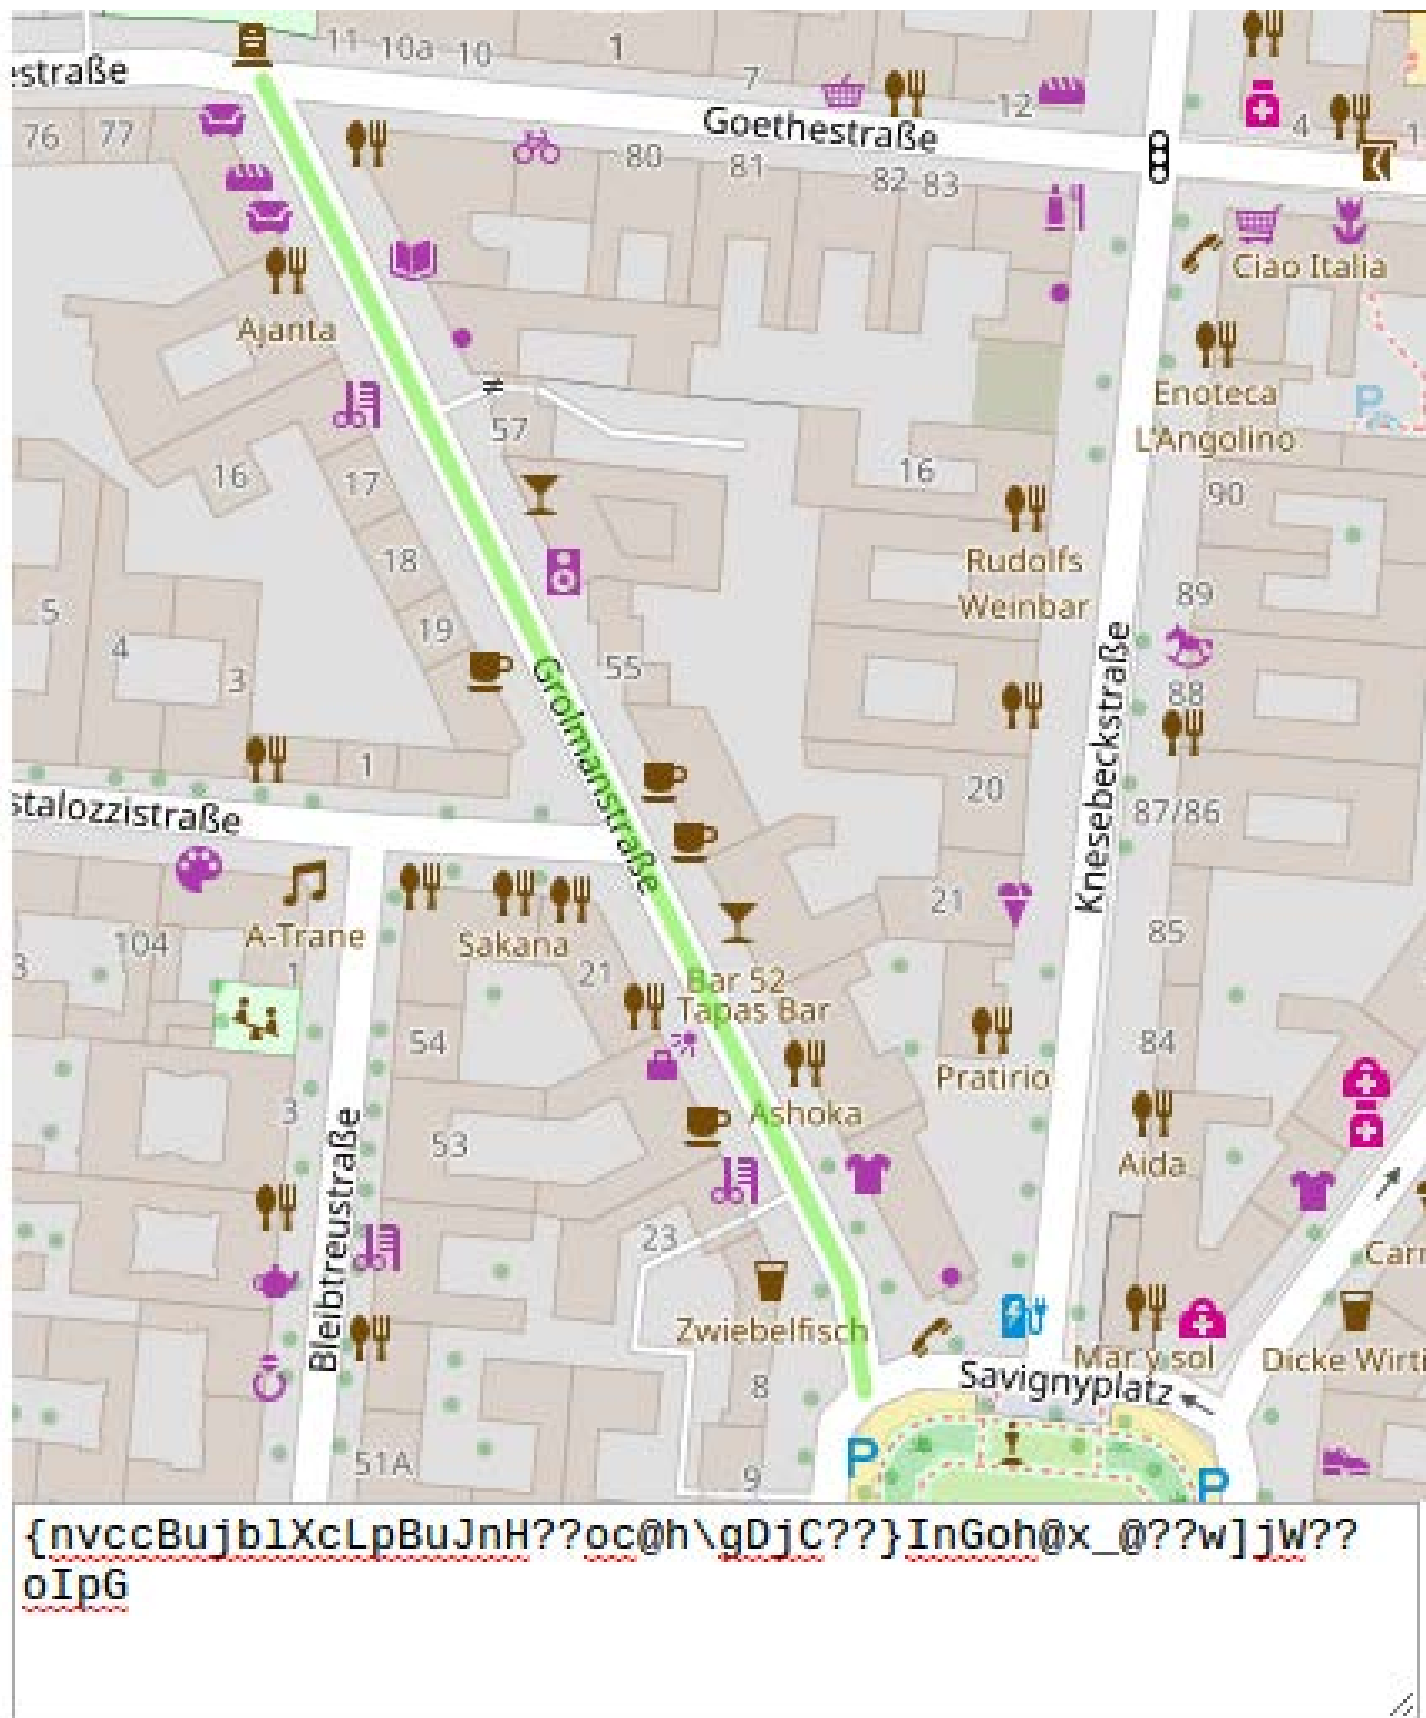 11
10a
10
1
estraße
7
76
77
Goethestraße
12
4
1
80
81
82
83
Ciao Italia
Ajanta
P
Enoteca
L'Angolino
57
16
17
16
90
18
Rudolfs
Weinbar
5
19
89
4
3
55
88
Grolmanstraße
Knesebeckstraße
1
20
87/86
stalozzistraße
21
85
104
A-Trane
Sakana
3
1
21
Bar 52
Tapas Bar
54
84
Pratirio
3
Ashoka
53
Aida
Bleibtreustraße
23
Carm
Zwiebelfisch
Mar y sol
Dicke Wirti
8
Savignyplatz
51A
9
P
P
{nvccBujblXcLpBuJnH??oc@h\gDjC??}InGoh@x_@??w]jW??
oIpG